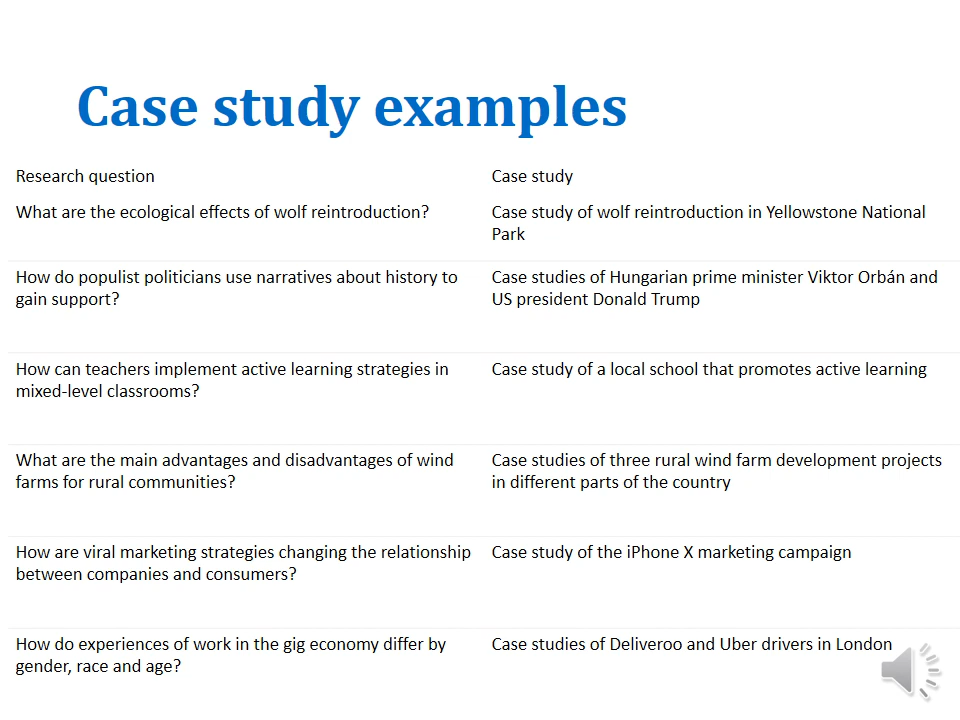 Case study examples
Research question
Case study
What are the ecological effects of wolf reintroduction?
Case study of wolf reintroduction in Yellowstone National
Park
How do populist politicians use narratives about history to
gain support?
Case studies of Hungarian prime minister Viktor Orbán and
US president Donald Trump
How can teachers implement active learning strategies in
mixed-level classrooms?
Case study of a local school that promotes active learning
What are the main advantages and disadvantages of wind
farms for rural communities?
Case studies of three rural wind farm development projects
in different parts of the country
How are viral marketing strategies changing the relationship
between companies and consumers?
Case study of the iPhone X marketing campaign
How do experiences of work in the gig economy differ by
gender, race and age?
Case studies of Deliveroo and Uber drivers in London